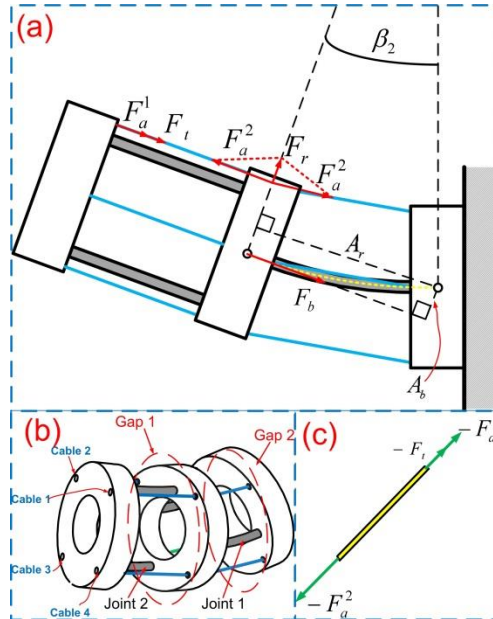 (a)
β₂
F_a^1
F_t
F_a^2
F_r
F_a^2
A_r
F_b
A_b
(b)
Gap 1
Gap 2
Cable 2
Cable 1
Cable 3
Cable 4
Joint 2
Joint 1
(c)
− F_t
− F_a
− F_a^2